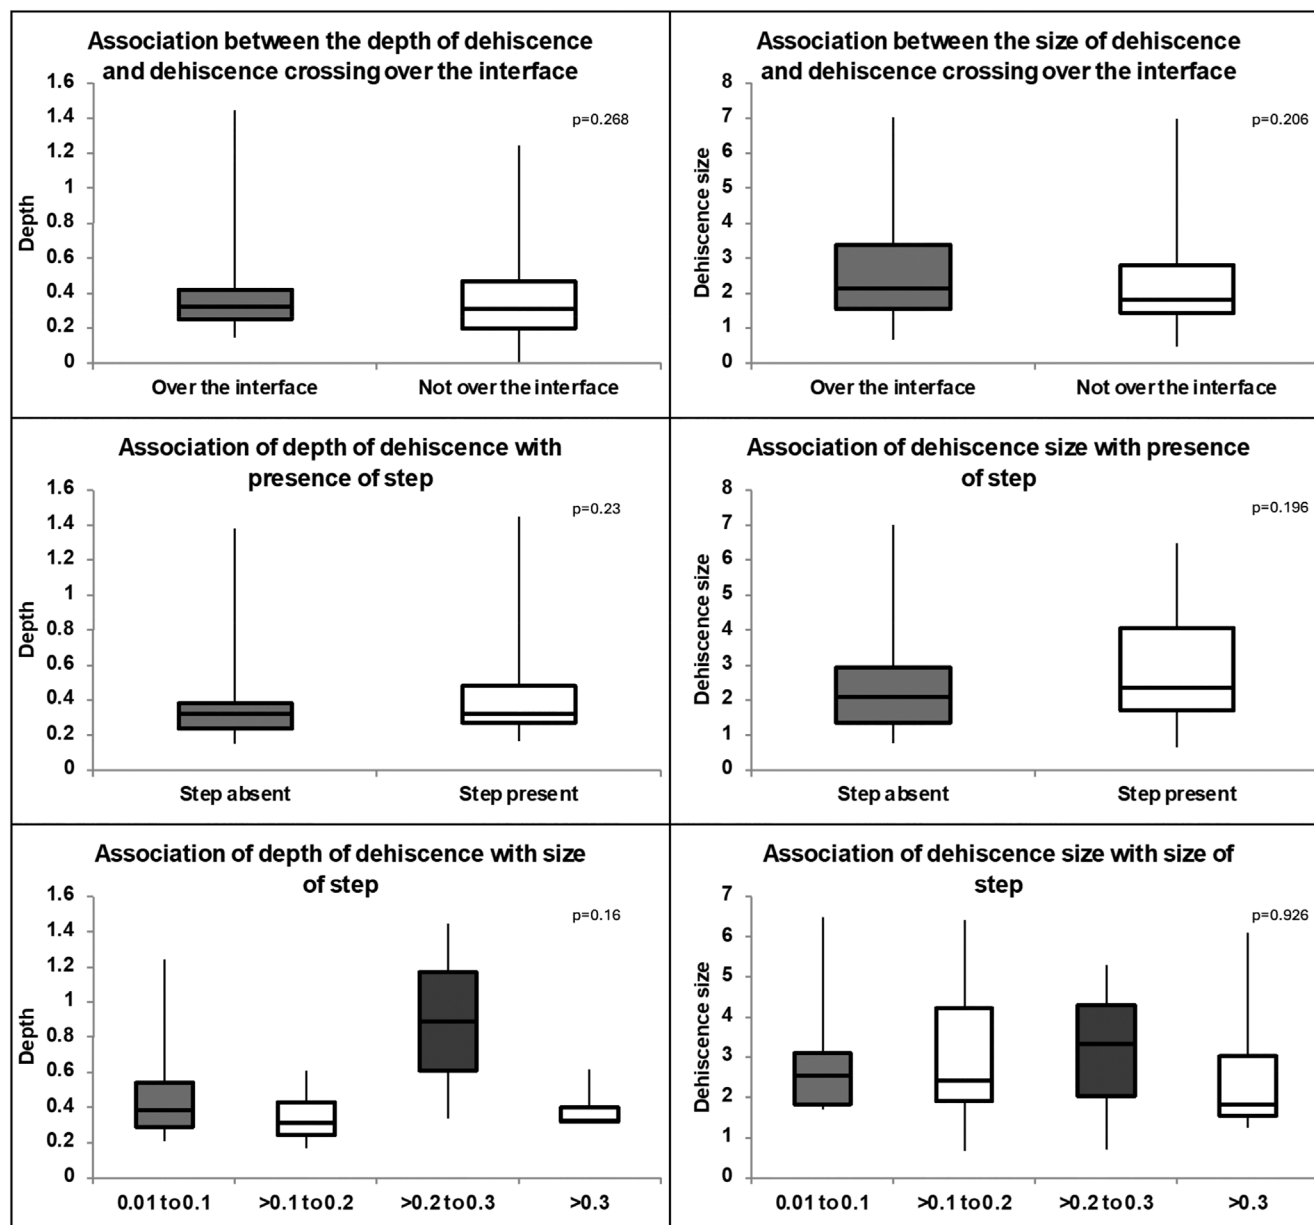 Association between the depth of dehiscence
and dehiscence crossing over the interface
1.6
1.4
1.2
1
0.8
0.6
0.4
0.2
0
Depth
p=0.268
Over the interface
Not over the interface
Association between the size of dehiscence
and dehiscence crossing over the interface
8
7
6
5
4
3
2
1
0
Dehiscence size
p=0.206
Over the interface
Not over the interface
Association of depth of dehiscence with
presence of step
1.6
1.4
1.2
1
0.8
0.6
0.4
0.2
0
Depth
p=0.23
Step absent
Step present
Association of dehiscence size with presence
of step
8
7
6
5
4
3
2
1
0
Dehiscence size
p=0.196
Step absent
Step present
Association of depth of dehiscence with size
of step
1.6
1.4
1.2
1
0.8
0.6
0.4
0.2
0
Depth
p=0.16
0.01 to 0.1
>0.1 to 0.2
>0.2 to 0.3
>0.3
Association of dehiscence size with size of
step
7
6
5
4
3
2
1
0
Dehiscence size
p=0.926
0.01 to 0.1
>0.1 to 0.2
>0.2 to 0.3
>0.3